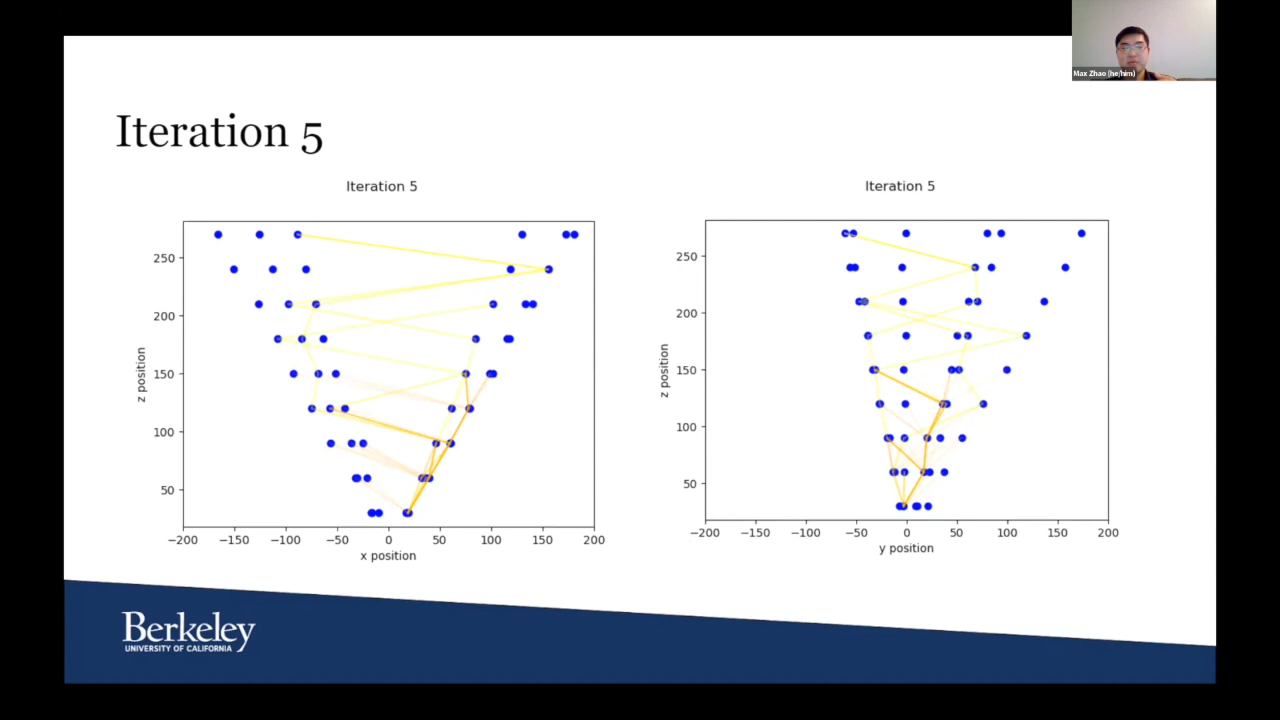 Max Zhao (he/him)
Iteration 5
Iteration 5
250
200
150
100
50
z position
−200 −150 −100 −50 0 50 100 150 200
x position
Iteration 5
250
200
150
100
50
z position
−200 −150 −100 −50 0 50 100 150 200
y position
Berkeley
UNIVERSITY OF CALIFORNIA